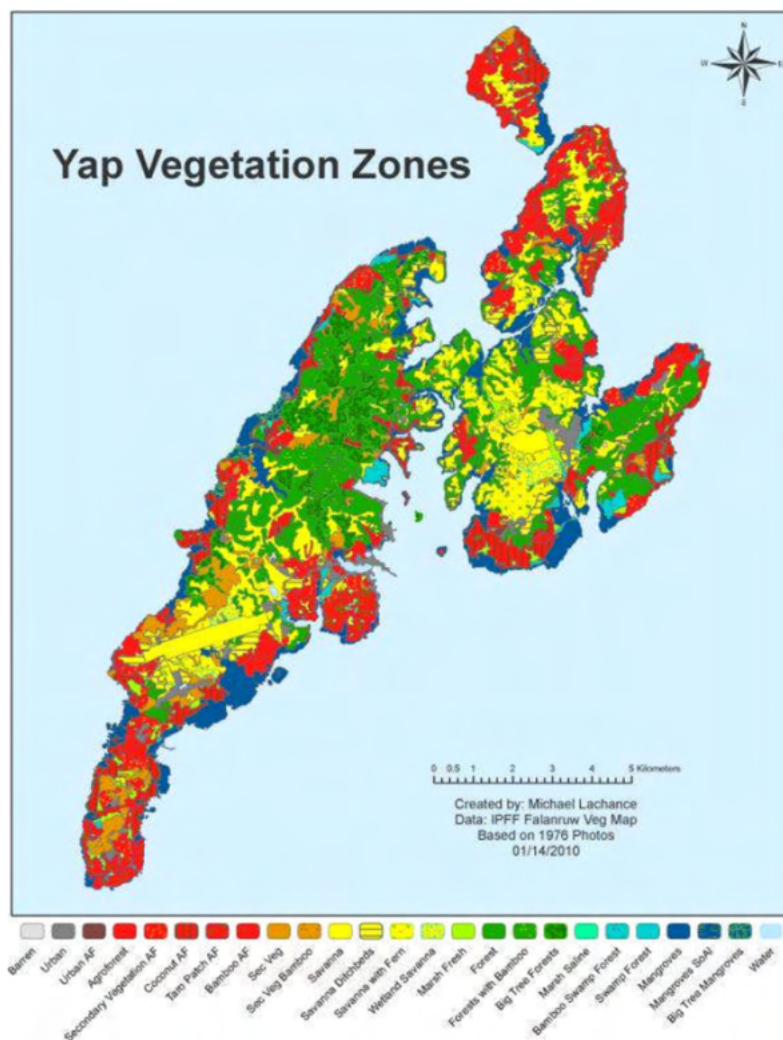 N
W E
S
Yap Vegetation Zones
0 0.5 1 2 3 4 5 Kilometers
Created by: Michael Lachance
Data: IPFF Falanruw Veg Map
Based on 1976 Photos
01/14/2010
Barren
Urban
Urban AF
Agroforest
Secondary Vegetation AF
Coconut AF
Taro Patch AF
Bamboo AF
Sec Veg
Sec Veg Bamboo
Savanna
Savanna Ditchbeds
Savanna with Fern
Wetland Savanna
Marsh Fresh
Forest
Forests with Bamboo
Big Tree Forests
Marsh Saline
Bamboo Swamp Forest
Swamp Forest
Mangroves
Mangroves SoAl
Big Tree Mangroves
Water